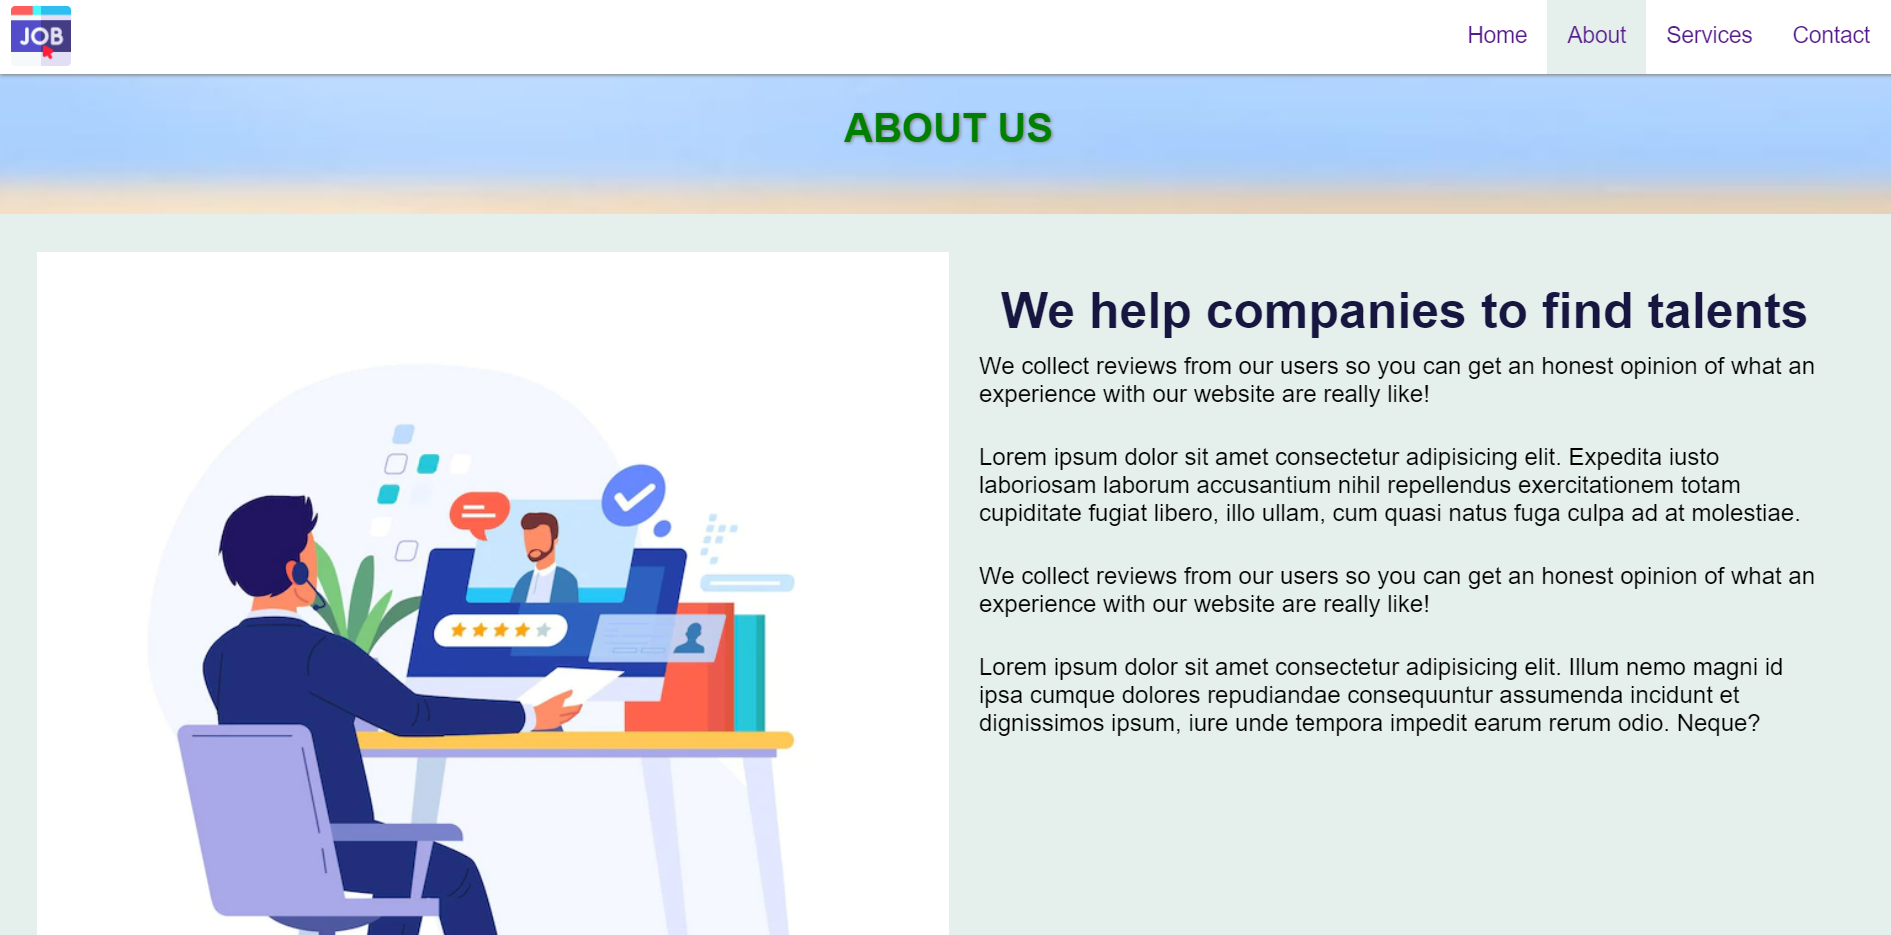 JOB
Home
About
Services
Contact
ABOUT US
We help companies to find talents
We collect reviews from our users so you can get an honest opinion of what an
experience with our website are really like!
Lorem ipsum dolor sit amet consectetur adipisicing elit. Expedita iusto
laboriosam laborum accusantium nihil repellendus exercitationem totam
cupiditate fugiat libero, illo ullam, cum quasi natus fuga culpa ad at molestiae.
We collect reviews from our users so you can get an honest opinion of what an
experience with our website are really like!
Lorem ipsum dolor sit amet consectetur adipisicing elit. Illum nemo magni id
ipsa cumque dolores repudiandae consequuntur assumenda incidunt et
dignissimos ipsum, iure unde tempora impedit earum rerum odio. Neque?